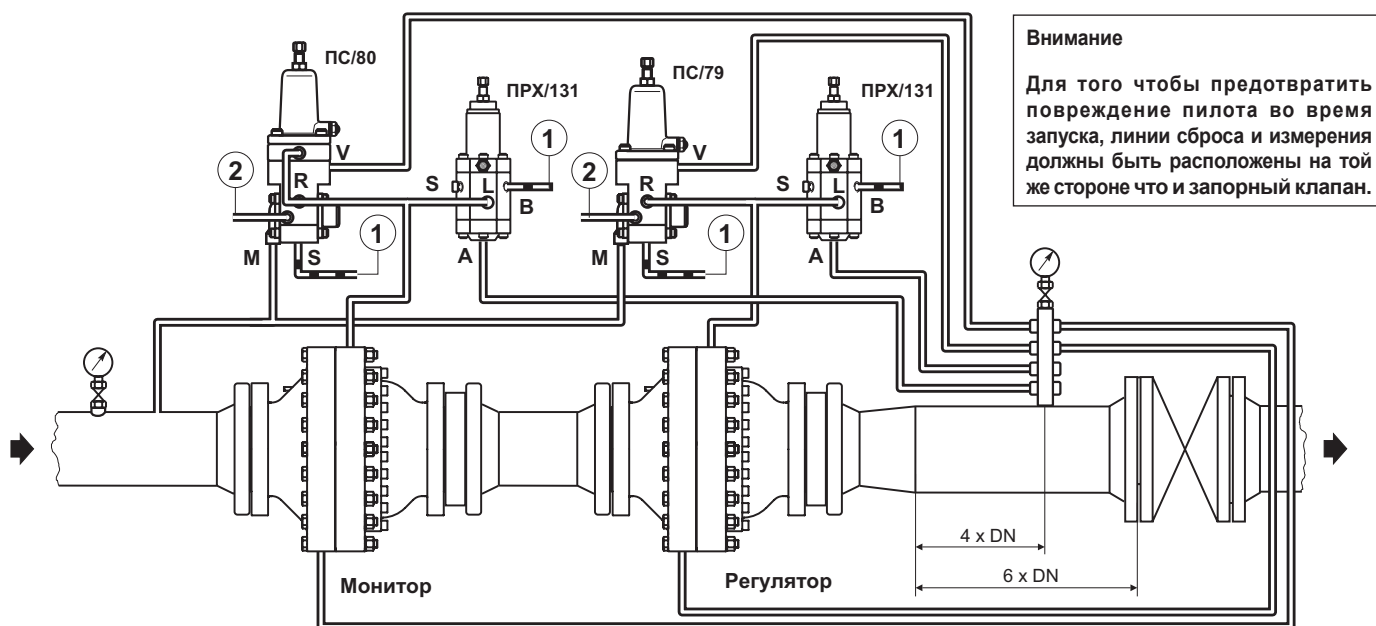 ПС/80
ПРХ/131
ПС/79
ПРХ/131
Внимание
Для того чтобы предотвратить
повреждение пилота во время
запуска, линии сброса и измерения
должны быть расположены на той
же стороне что и запорный клапан.
V
1
V
1
2
R
S
L
B
2
R
S
L
B
M
S
1
A
M
S
1
A
4 x DN
6 x DN
Монитор
Регулятор